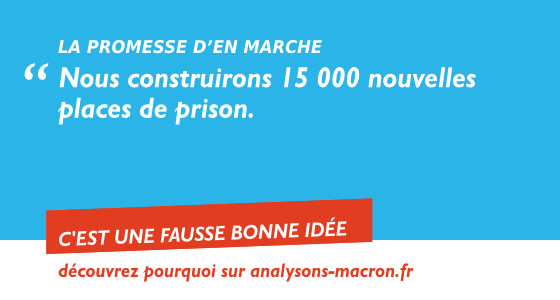 LA PROMESSE D’EN MARCHE
“ Nous construirons 15 000 nouvelles
places de prison.
C'EST UNE FAUSSE BONNE IDÉE
découvrez pourquoi sur analysons-macron.fr